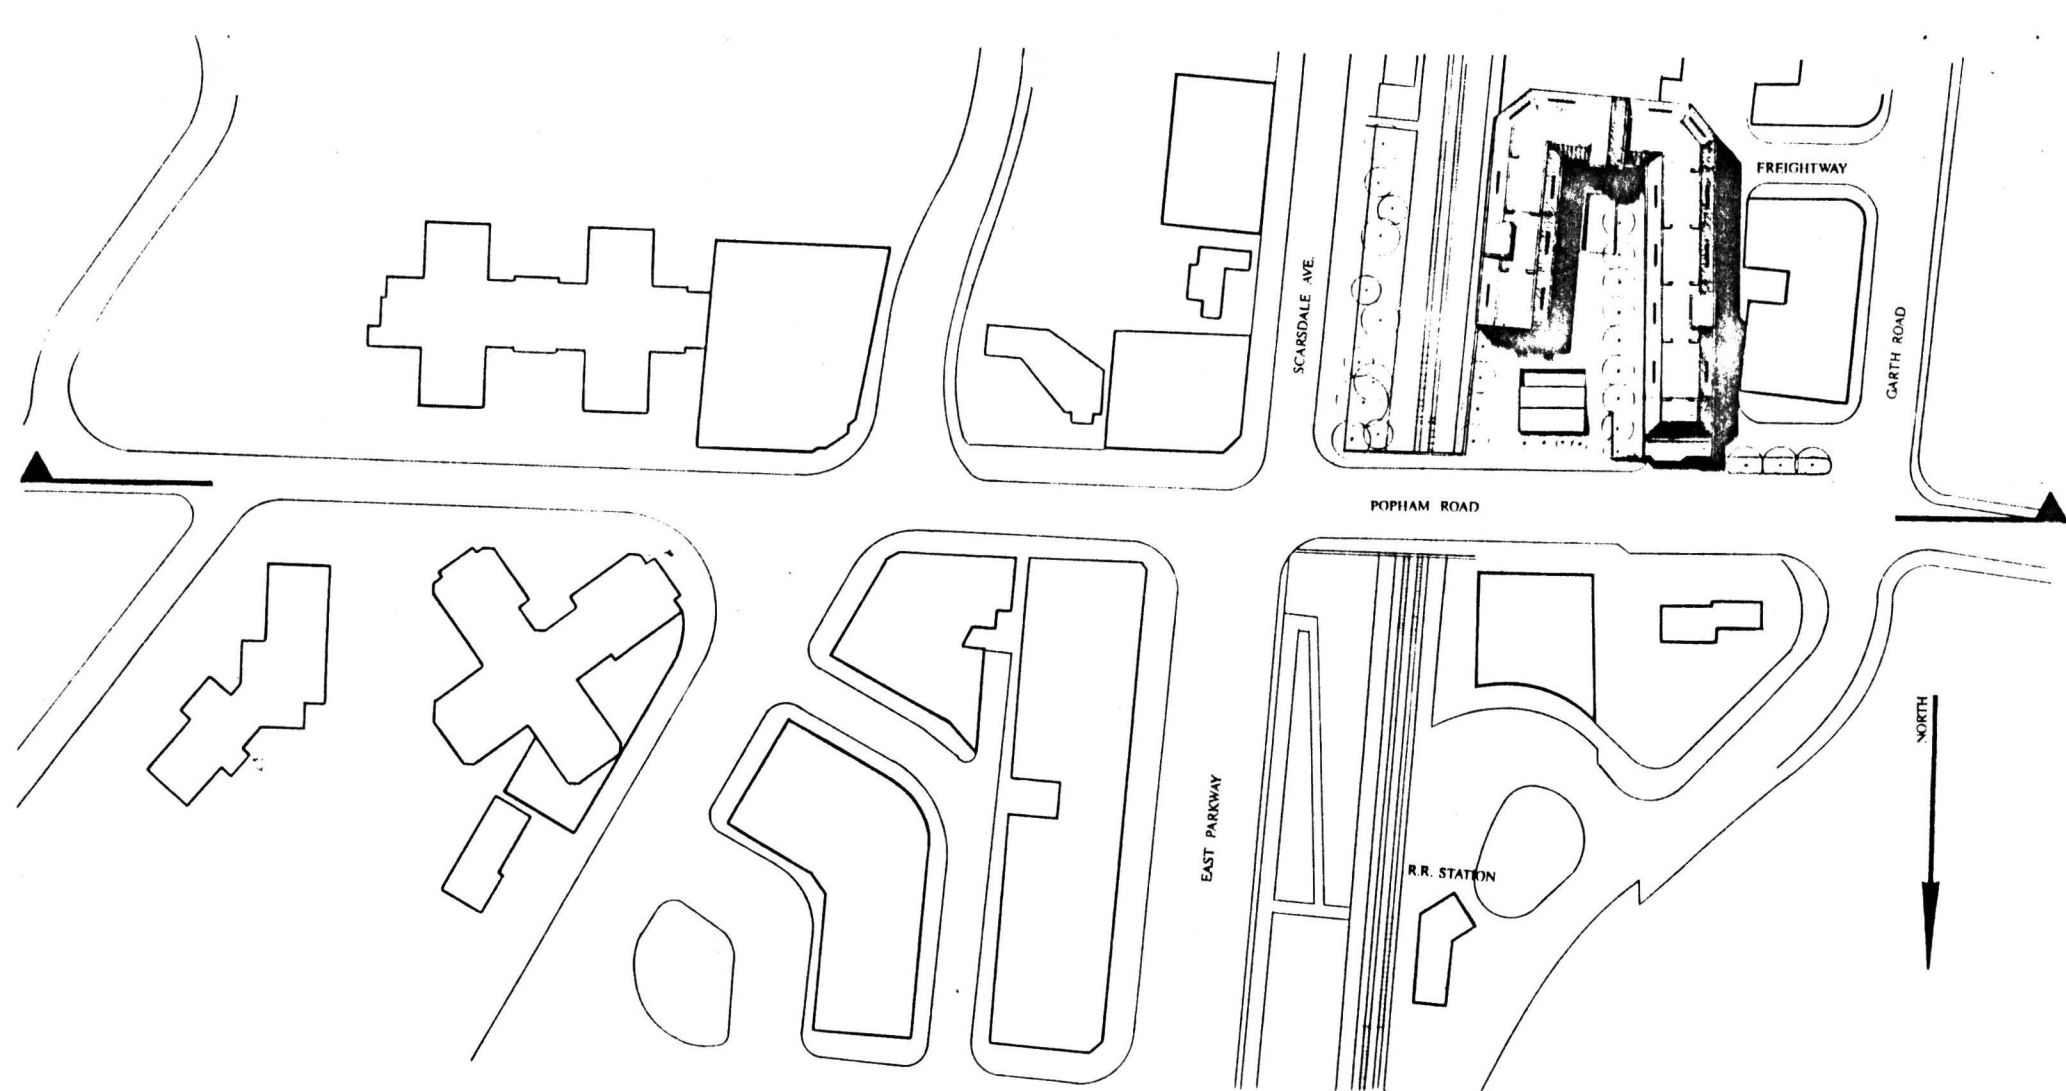 FREIGHTWAY
SCARSDALE AVE.
GARTH ROAD
POPHAM ROAD
NORTH
EAST PARKWAY
R.R. STATION